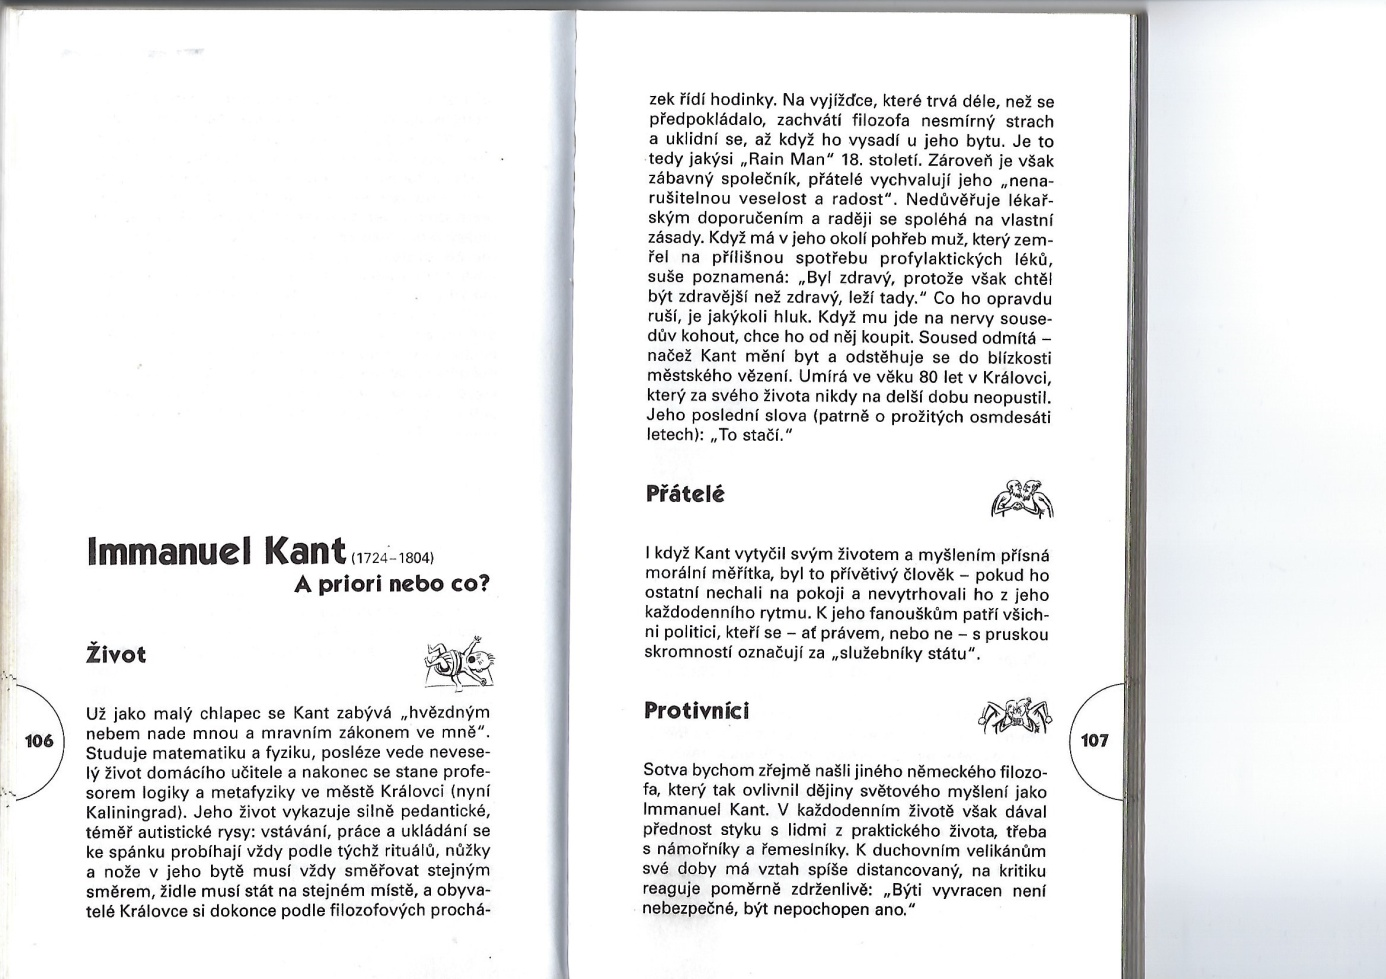 Immanuel Kant (1724–1804)
A priori nebo co?
Život
Už jako malý chlapec se Kant zabývá „hvězdným
nebem nade mnou a mravním zákonem ve mně“.
Studuje matematiku a fyziku, posléze vede nevese-
lý život domácího učitele a nakonec se stane profe-
sorem logiky a metafyziky ve městě Královci (nyní
Kaliningrad). Jeho život vykazuje silně pedantické,
téměř autistické rysy: vstávání, práce a ukládání se
ke spánku probíhají vždy podle týchž rituálů, nůžky
a nože v jeho bytě musí vždy směřovat stejným
směrem, židle musí stát na stejném místě, a obyva-
telé Královce si dokonce podle filozofových prochá-
106
zek řídí hodinky. Na vyjížďce, které trvá déle, než se
předpokládalo, zachvátí filozofa nesmírný strach
a uklidní se, až když ho vysadí u jeho bytu. Je to
tedy jakýsi „Rain Man“ 18. století. Zároveň je však
zábavný společník, přátelé vychvalují jeho „nena-
rušitelnou veselost a radost“. Nedůvěřuje lékař-
ským doporučením a raději se spoléhá na vlastní
zásady. Když má v jeho okolí pohřeb muž, který zem-
řel na přílišnou spotřebu profylaktických léků,
suše poznamená: „Byl zdravý, protože však chtěl
být zdravější než zdravý, leží tady.“ Co ho opravdu
ruší, je jakýkoli hluk. Když mu jde na nervy souse-
dův kohout, chce ho od něj koupit. Soused odmítá –
načež Kant mění byt a odstěhuje se do blízkosti
městského vězení. Umírá ve věku 80 let v Královci,
který za svého života nikdy na delší dobu neopustil.
Jeho poslední slova (patrně o prožitých osmdesáti
letech): „To stačí.“
Přátelé
I když Kant vytyčil svým životem a myšlením přísná
morální měřítka, byl to přívětivý člověk – pokud ho
ostatní nechali na pokoji a nevytrhovali ho z jeho
každodenního rytmu. K jeho fanouškům patří všich-
ni politici, kteří se – ať právem, nebo ne – s pruskou
skromností označují za „služebníky státu“.
Protivníci
Sotva bychom zřejmě našli jiného německého filozo-
fa, který tak ovlivnil dějiny světového myšlení jako
Immanuel Kant. V každodenním životě však dával
přednost styku s lidmi z praktického života, třeba
s námořníky a řemeslníky. K duchovním velikánům
své doby má vztah spíše distancovaný, na kritiku
reaguje poměrně zdrženlivě: „Býti vyvracen není
nebezpečné, být nepochopen ano.“
107